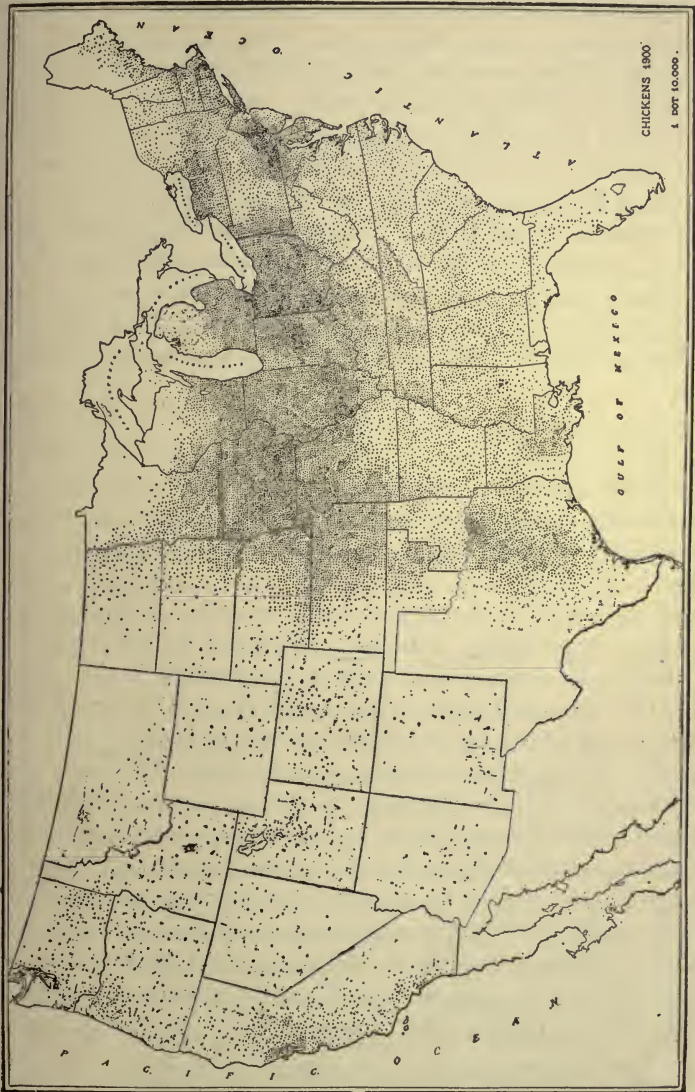 ATLANTIC OCEAN.
CHICKENS 1900
1 DOT 10.000.
GULF OF MEXICO
PACIFIC.
OCEAN